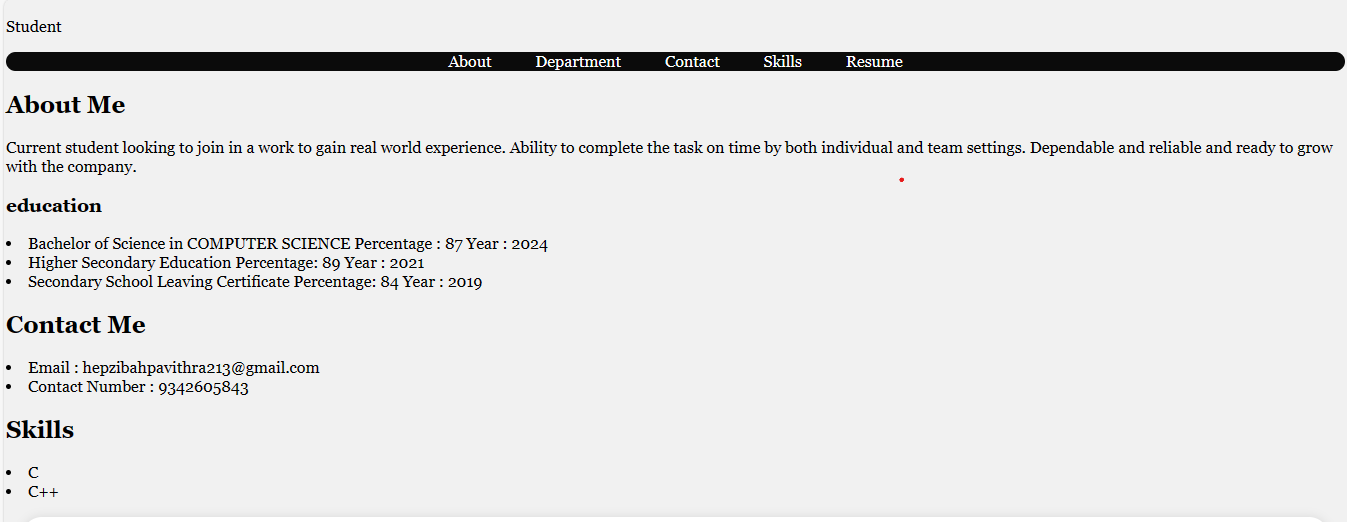 Student
About Department Contact Skills Resume
About Me
Current student looking to join in a work to gain real world experience. Ability to complete the task on time by both individual and team settings. Dependable and reliable and ready to grow
with the company.
education
• Bachelor of Science in COMPUTER SCIENCE Percentage : 87 Year : 2024
• Higher Secondary Education Percentage: 89 Year : 2021
• Secondary School Leaving Certificate Percentage: 84 Year : 2019
Contact Me
• Email : hepzibahpavithra213@gmail.com
• Contact Number : 9342605843
Skills
• C
• C++